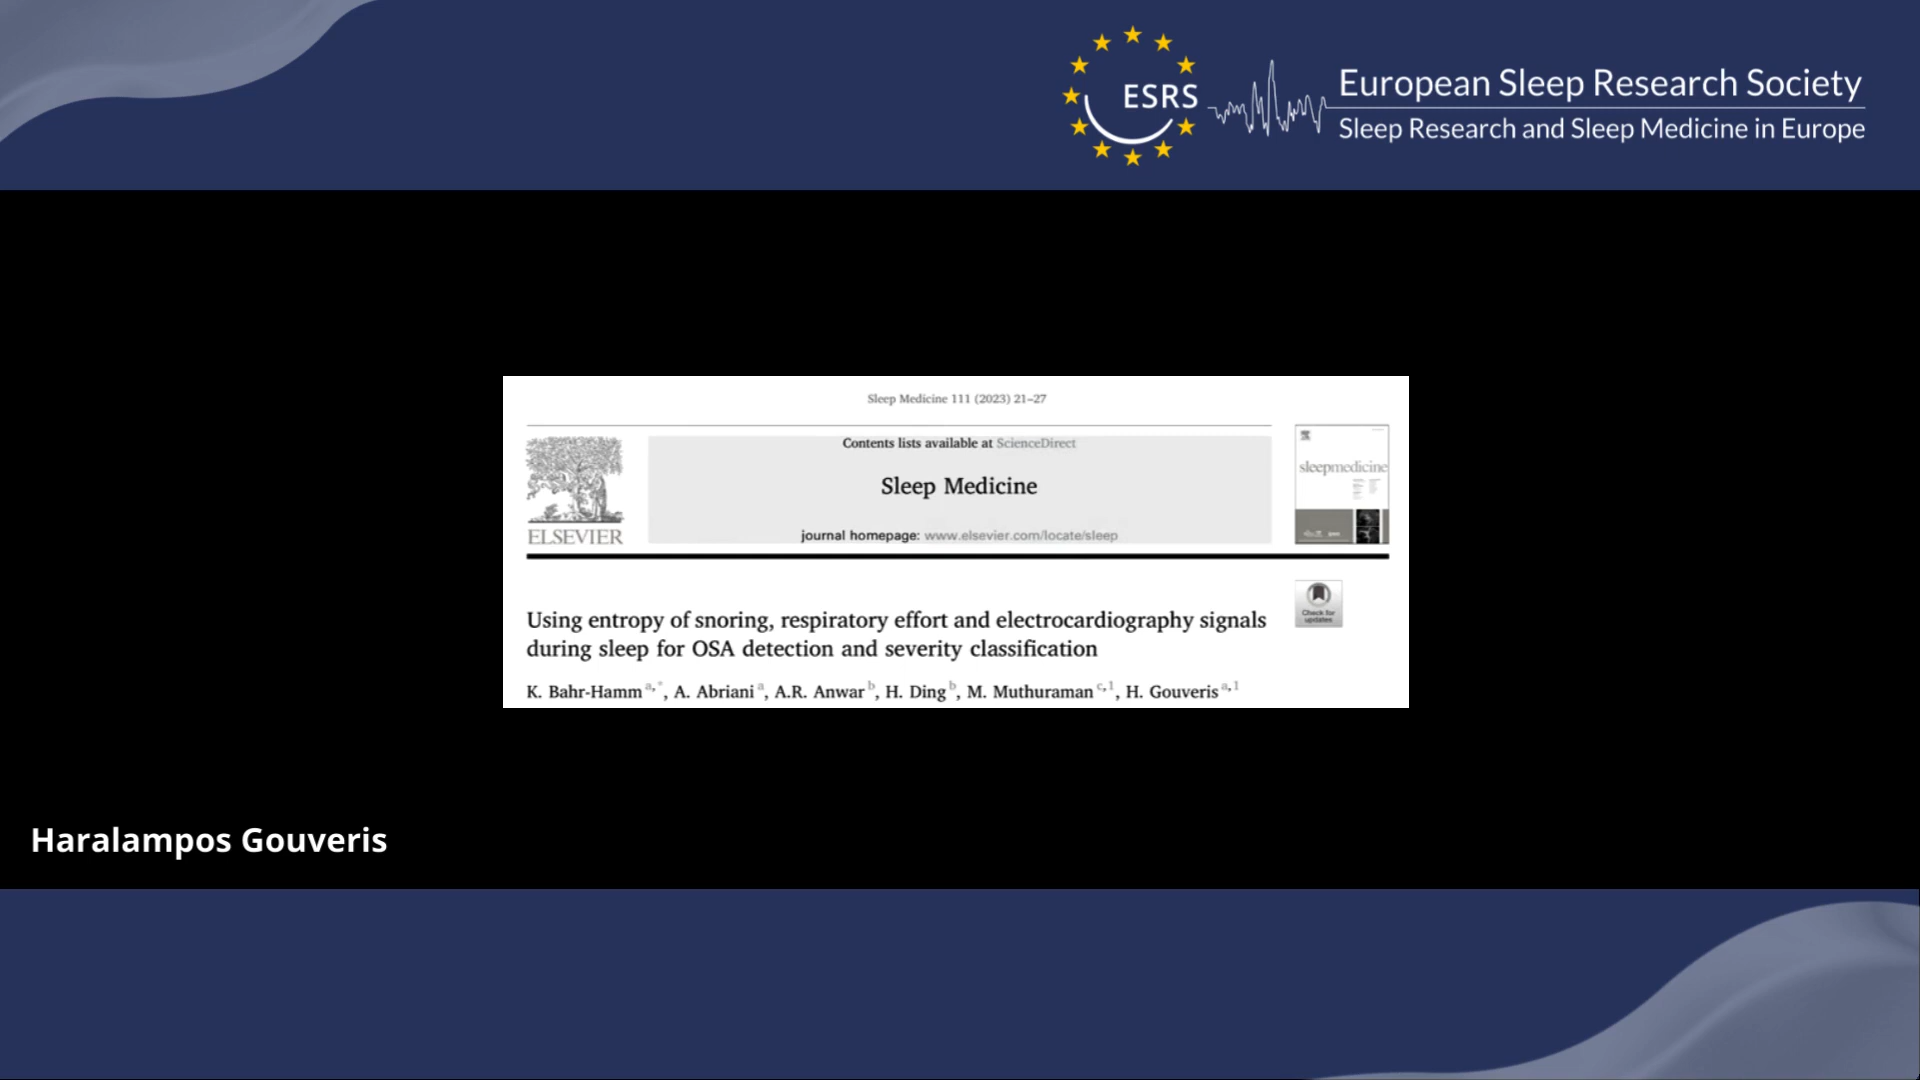 ESRS
European Sleep Research Society
Sleep Research and Sleep Medicine in Europe
Sleep Medicine 111 (2023) 21–27
Contents lists available at ScienceDirect
Sleep Medicine
journal homepage: www.elsevier.com/locate/sleep
ELSEVIER
sleepmedicine
Check for
updates
Using entropy of snoring, respiratory effort and electrocardiography signals
during sleep for OSA detection and severity classification
K. Bahr-Hamm a,*, A. Abriani a, A.R. Anwar b, H. Ding b, M. Muthuraman c,1, H. Gouveris a,1
Haralampos Gouveris